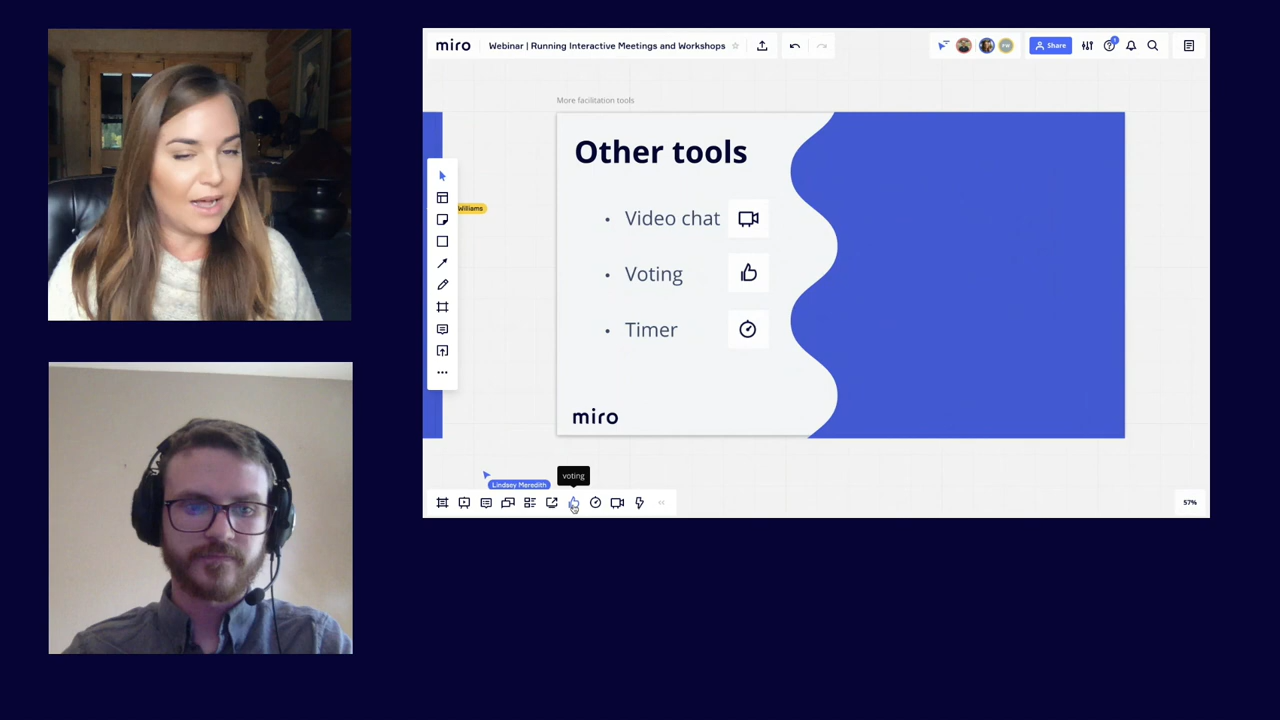 miro
Webinar | Running Interactive Meetings and Workshops
Share
More facilitation tools
Other tools
Williams
• Video chat
• Voting
• Timer
miro
voting
Lindsey Meredith
57%